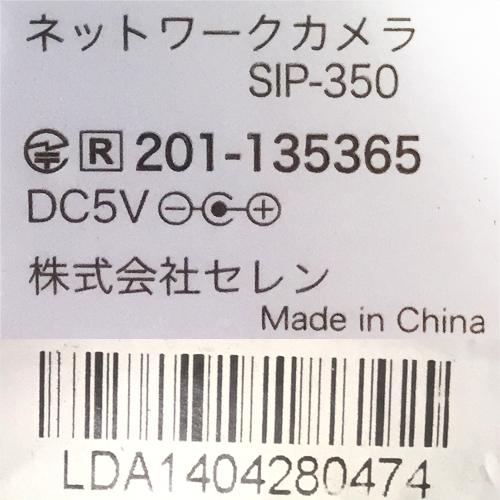 ネットワークカメラ
SIP-350
R 201-135365
DC5V
株式会社セレン
Made in China
LDA1404280474